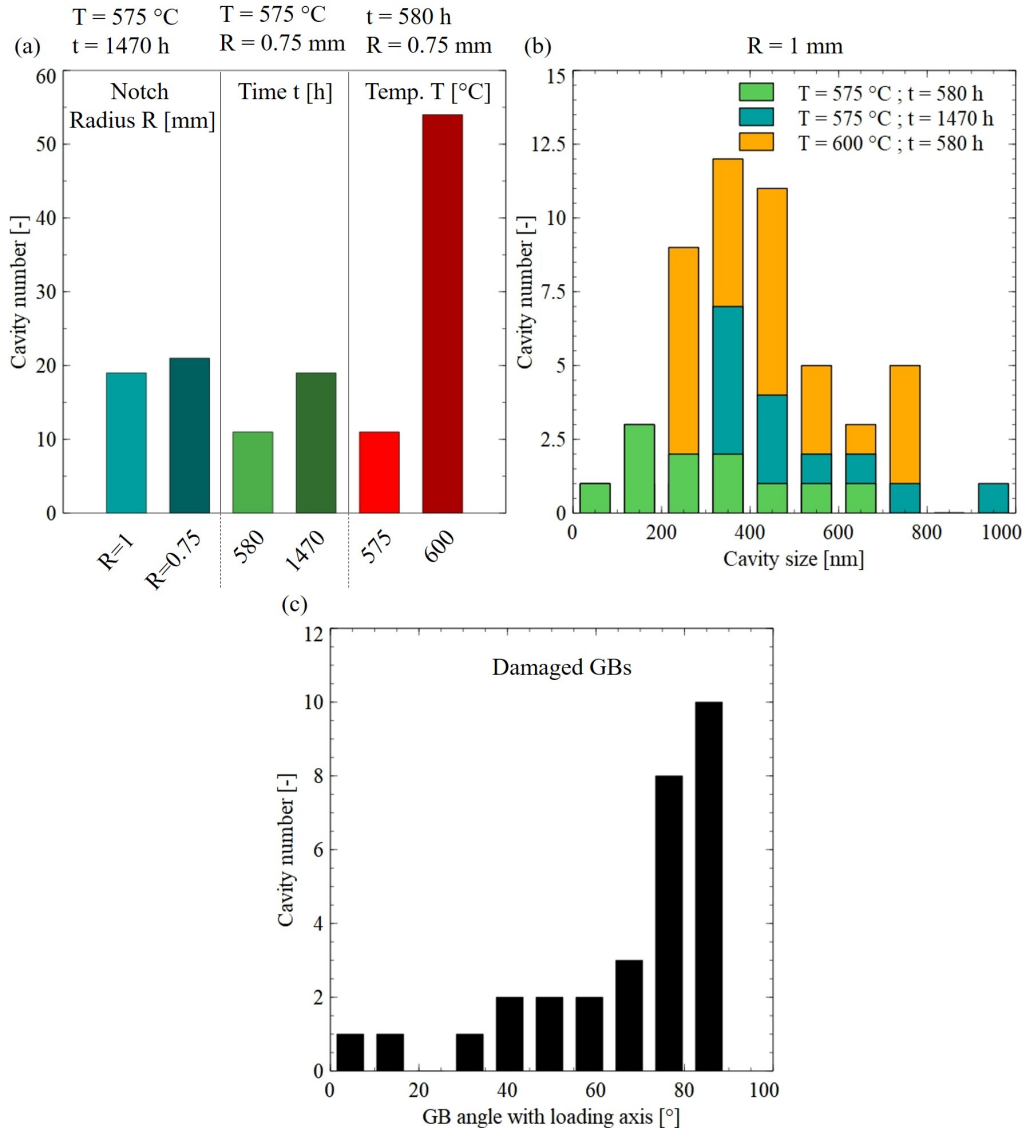 T = 575 °C
t = 1470 h
T = 575 °C
R = 0.75 mm
t = 580 h
R = 0.75 mm
(a)
Notch
Radius R [mm]
Time t [h]
Temp. T [°C]
Cavity number [-]
60
50
40
30
20
10
0
R=1
R=0.75
580
1470
575
600
(b)
R = 1 mm
T = 575 °C ; t = 580 h
T = 575 °C ; t = 1470 h
T = 600 °C ; t = 580 h
Cavity number [-]
15
12.5
10
7.5
5
2.5
0
0
200
400
600
800
1000
Cavity size [nm]
(c)
Damaged GBs
Cavity number [-]
12
10
8
6
4
2
0
0
20
40
60
80
100
GB angle with loading axis [°]